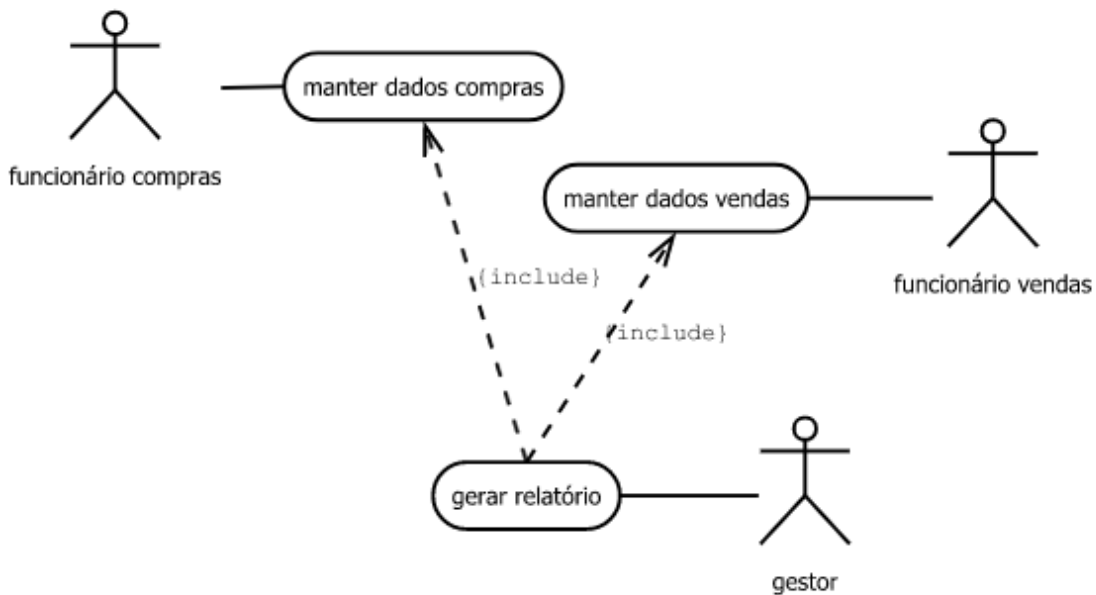 manter dados compras
funcionário compras
manter dados vendas
funcionário vendas
{include}
{include}
gerar relatório
gestor